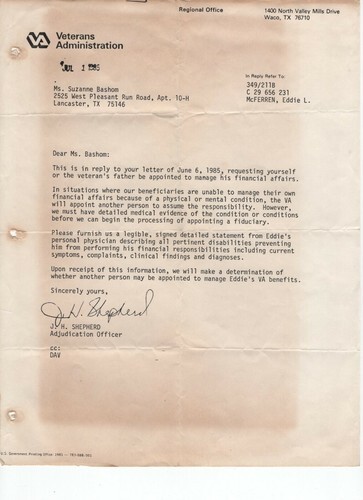 Regional Office
1400 North Valley Mills Drive
Waco, TX 76710
VA Veterans
Administration
JUL 1 1985
In Reply Refer To:
349/211B
C 29 656 231
McFERREN, Eddie L.
Ms. Suzanne Bashom
2525 West Pleasant Rum Road, Apt. 10-H
Lancaster, TX 75146
Dear Ms. Bashom:
This is in reply to your letter of June 6, 1985, requesting yourself
or the veteran's father be appointed to manage his financial affairs.
In situations where our beneficiaries are unable to manage their own
financial affairs because of a physical or mental condition, the VA
will appoint another person to assume the responsibility. However,
we must have detailed medical evidence of the condition or conditions
before we can begin the processing of appointing a fiduciary.
Please furnish us a legible, signed detailed statement from Eddie's
personal physician describing all pertinent disabilities preventing
him from performing his financial responsibilities including current
symptoms, complaints, clinical findings and diagnoses.
Upon receipt of this information, we will make a determination of
whether another person may be appointed to manage Eddie's VA benefits.
Sincerely yours,
J. H. Shepherd
J. H. SHEPHERD
Adjudication Officer
cc:
DAV
U.S. Government Printing Office